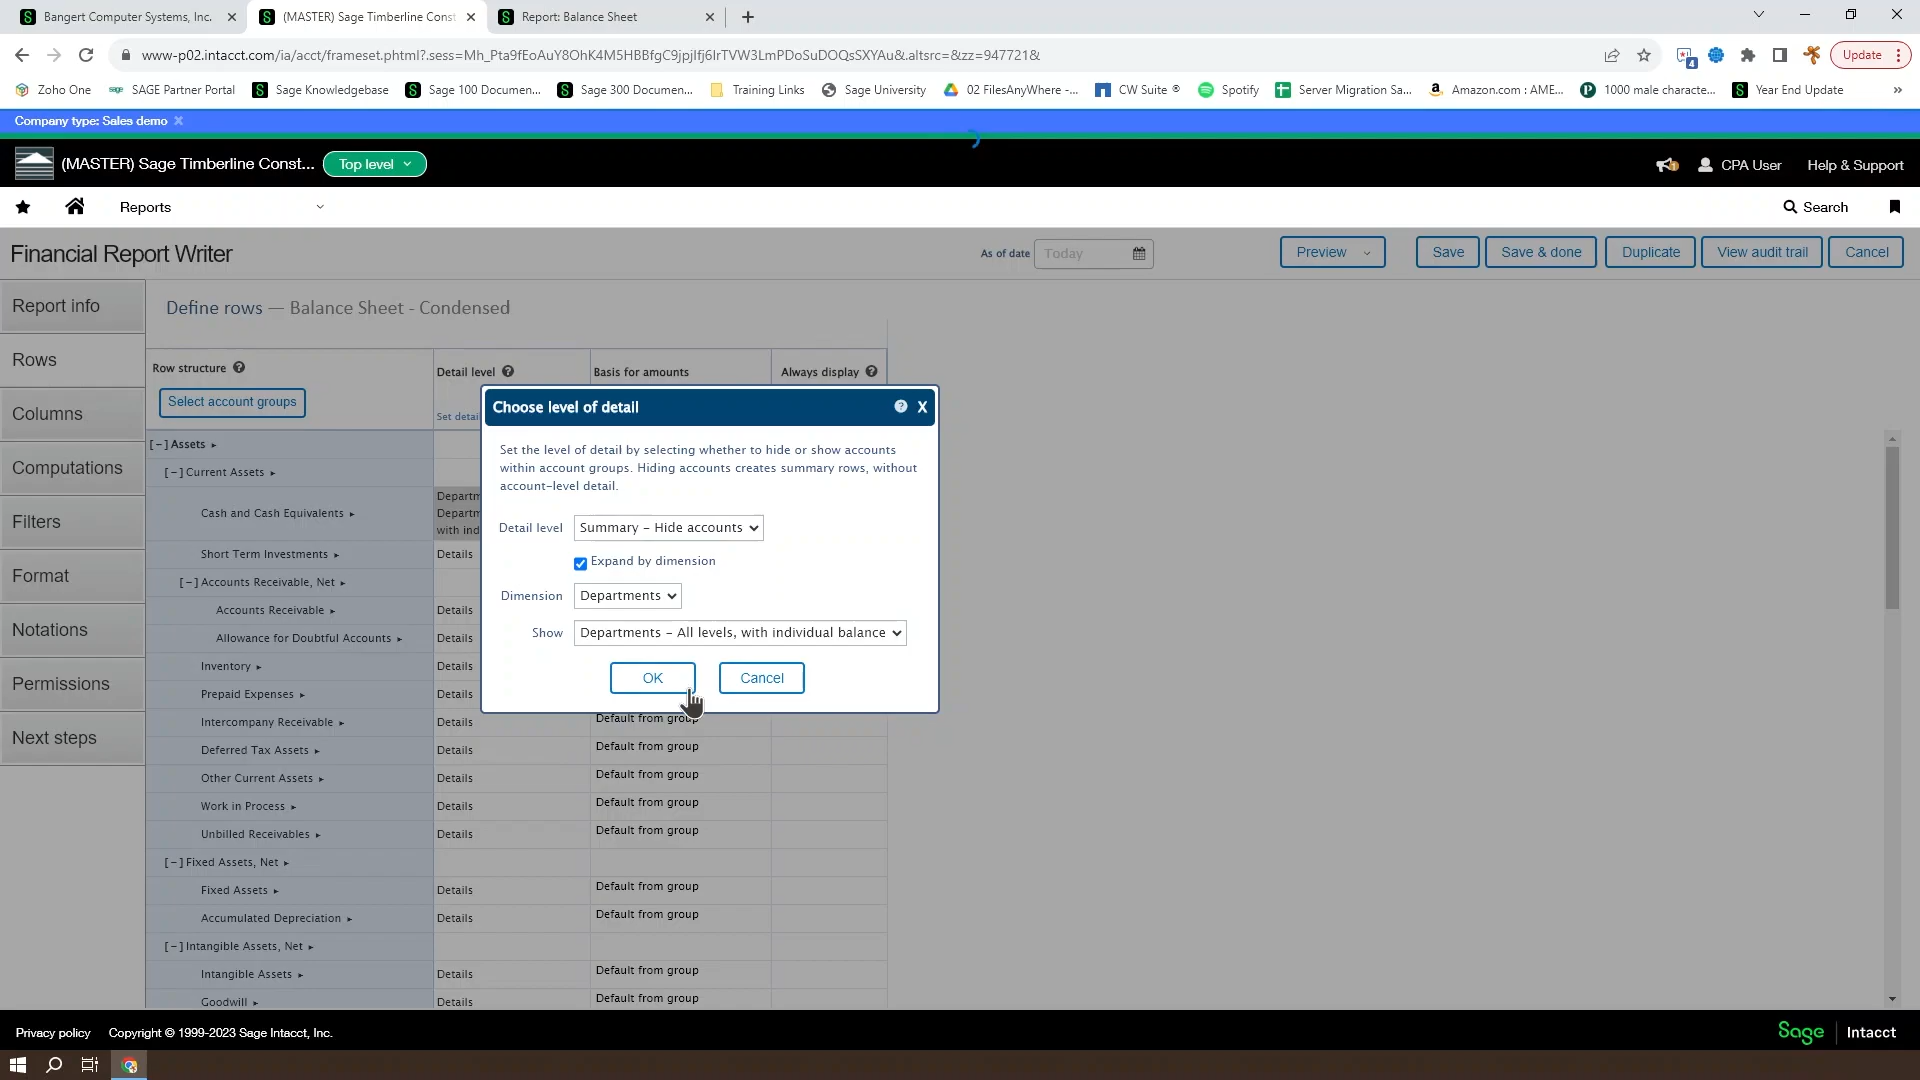 Bangert Computer Systems, Inc.
(MASTER) Sage Timberline Const
Report: Balance Sheet
www-p02.intacct.com/ia/acct/frameset.phtml?.sess=Mh_Pta9fEoAuY8OhK4M5HBBfgC9jpjIfj6IrTVW3LmPDoSuDOQsSXYAu&.altsrc=&zz=947721&
4
Update
Zoho One
SAGE Partner Portal
Sage Knowledgebase
Sage 100 Documen...
Sage 300 Documen...
Training Links
Sage University
02 FilesAnyWhere -...
CW Suite ®
Spotify
Server Migration Sa...
Amazon.com : AME...
1000 male characte...
Year End Update
»
Company type: Sales demo
(MASTER) Sage Timberline Const...
Top level
CPA User
Help & Support
Reports
Search
Financial Report Writer
As of date
Today
Preview
Save
Save & done
Duplicate
View audit trail
Cancel
Report info
Rows
Columns
Computations
Filters
Format
Notations
Permissions
Next steps
Define rows — Balance Sheet - Condensed
Row structure
Select account groups
Detail level
Set detai
Basis for amounts
Always display
[-] Assets
[-] Current Assets
Cash and Cash Equivalents
Departm
Departm
with ind
Short Term Investments
Details
[-] Accounts Receivable, Net
Accounts Receivable
Details
Allowance for Doubtful Accounts
Details
Inventory
Details
Prepaid Expenses
Details
Intercompany Receivable
Details
Default from group
Deferred Tax Assets
Details
Default from group
Other Current Assets
Details
Default from group
Work in Process
Details
Default from group
Unbilled Receivables
Details
Default from group
[-] Fixed Assets, Net
Fixed Assets
Details
Default from group
Accumulated Depreciation
Details
Default from group
[-] Intangible Assets, Net
Intangible Assets
Details
Default from group
Goodwill
Details
Default from group
Choose level of detail
X
Set the level of detail by selecting whether to hide or show accounts
within account groups. Hiding accounts creates summary rows, without
account-level detail.
Detail level
Summary - Hide accounts
Expand by dimension
Dimension
Departments
Show
Departments - All levels, with individual balance
OK
Cancel
Privacy policy
Copyright © 1999-2023 Sage Intacct, Inc.
Sage
Intacct